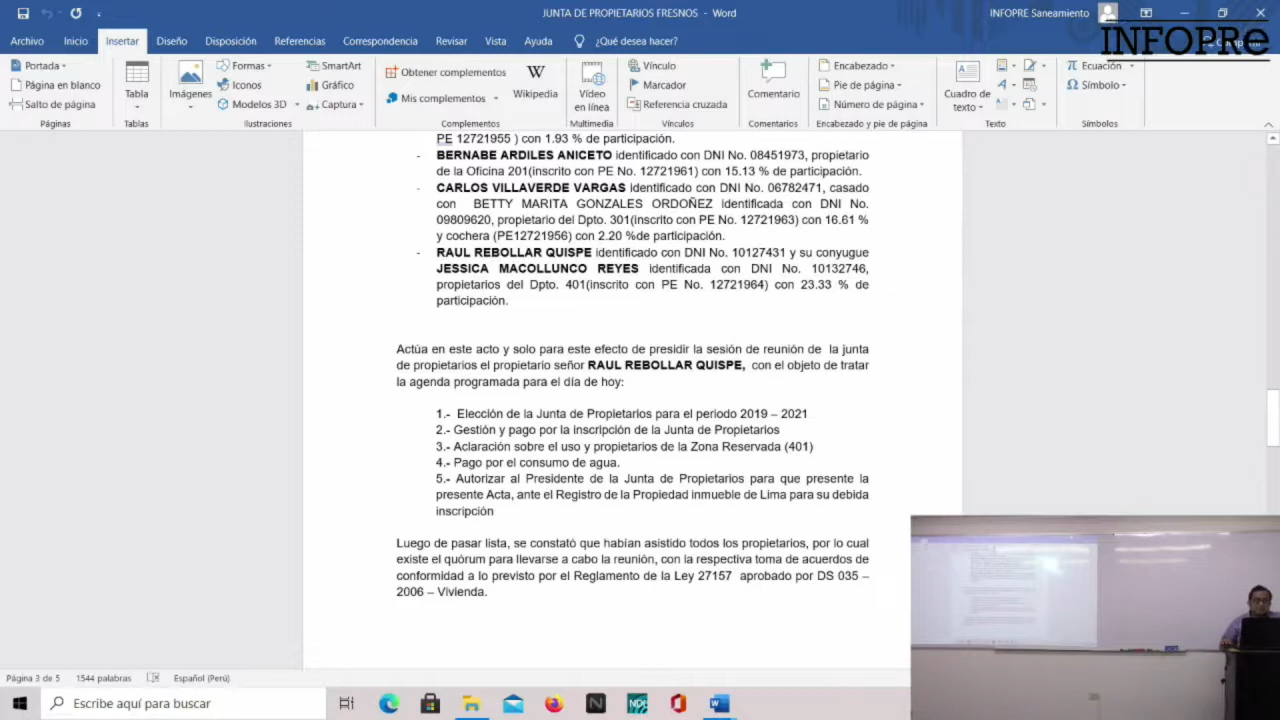 JUNTA DE PROPIETARIOS FRESNOS - Word
INFOPRE Saneamiento
INFOPRe
Archivo Inicio Insertar Diseño Disposición Referencias Correspondencia Revisar Vista Ayuda ¿Qué desea hacer?
Portada
Página en blanco
Salto de página
Páginas
Tabla
Tablas
Imágenes
Formas
Iconos
Modelos 3D
SmartArt
Gráfico
Captura
Ilustraciones
Obtener complementos
Mis complementos
Wikipedia
Complementos
Vídeo en línea
Multimedia
Vínculo
Marcador
Referencia cruzada
Vínculos
Comentario
Comentarios
Encabezado
Pie de página
Número de página
Encabezado y pie de página
Cuadro de texto
Texto
Ecuación
Símbolo
Símbolos
PE 12721955 ) con 1.93 % de participación.
- BERNABE ARDILES ANICETO identificado con DNI No. 08451973, propietario
de la Oficina 201(inscrito con PE No. 12721961) con 15.13 % de participación.
- CARLOS VILLAVERDE VARGAS identificado con DNI No. 06782471, casado
con BETTY MARITA GONZALES ORDOÑEZ identificada con DNI No.
09809620, propietario del Dpto. 301(inscrito con PE No. 12721963) con 16.61 %
y cochera (PE12721956) con 2.20 %de participación.
- RAUL REBOLLAR QUISPE identificado con DNI No. 10127431 y su conyugue
JESSICA MACOLLUNCO REYES identificada con DNI No. 10132746,
propietarios del Dpto. 401(inscrito con PE No. 12721964) con 23.33 % de
participación.
Actúa en este acto y solo para este efecto de presidir la sesión de reunión de la junta
de propietarios el propietario señor RAUL REBOLLAR QUISPE, con el objeto de tratar
la agenda programada para el día de hoy:
1.- Elección de la Junta de Propietarios para el periodo 2019 – 2021
2.- Gestión y pago por la inscripción de la Junta de Propietarios
3.- Aclaración sobre el uso y propietarios de la Zona Reservada (401)
4.- Pago por el consumo de agua.
5.- Autorizar al Presidente de la Junta de Propietarios para que presente la
presente Acta, ante el Registro de la Propiedad inmueble de Lima para su debida
inscripción
Luego de pasar lista, se constató que habían asistido todos los propietarios, por lo cual
existe el quórum para llevarse a cabo la reunión, con la respectiva toma de acuerdos de
conformidad a lo previsto por el Reglamento de la Ley 27157 aprobado por DS 035 –
2006 – Vivienda.
Página 3 de 5 1544 palabras Español (Perú)
Escribe aquí para buscar